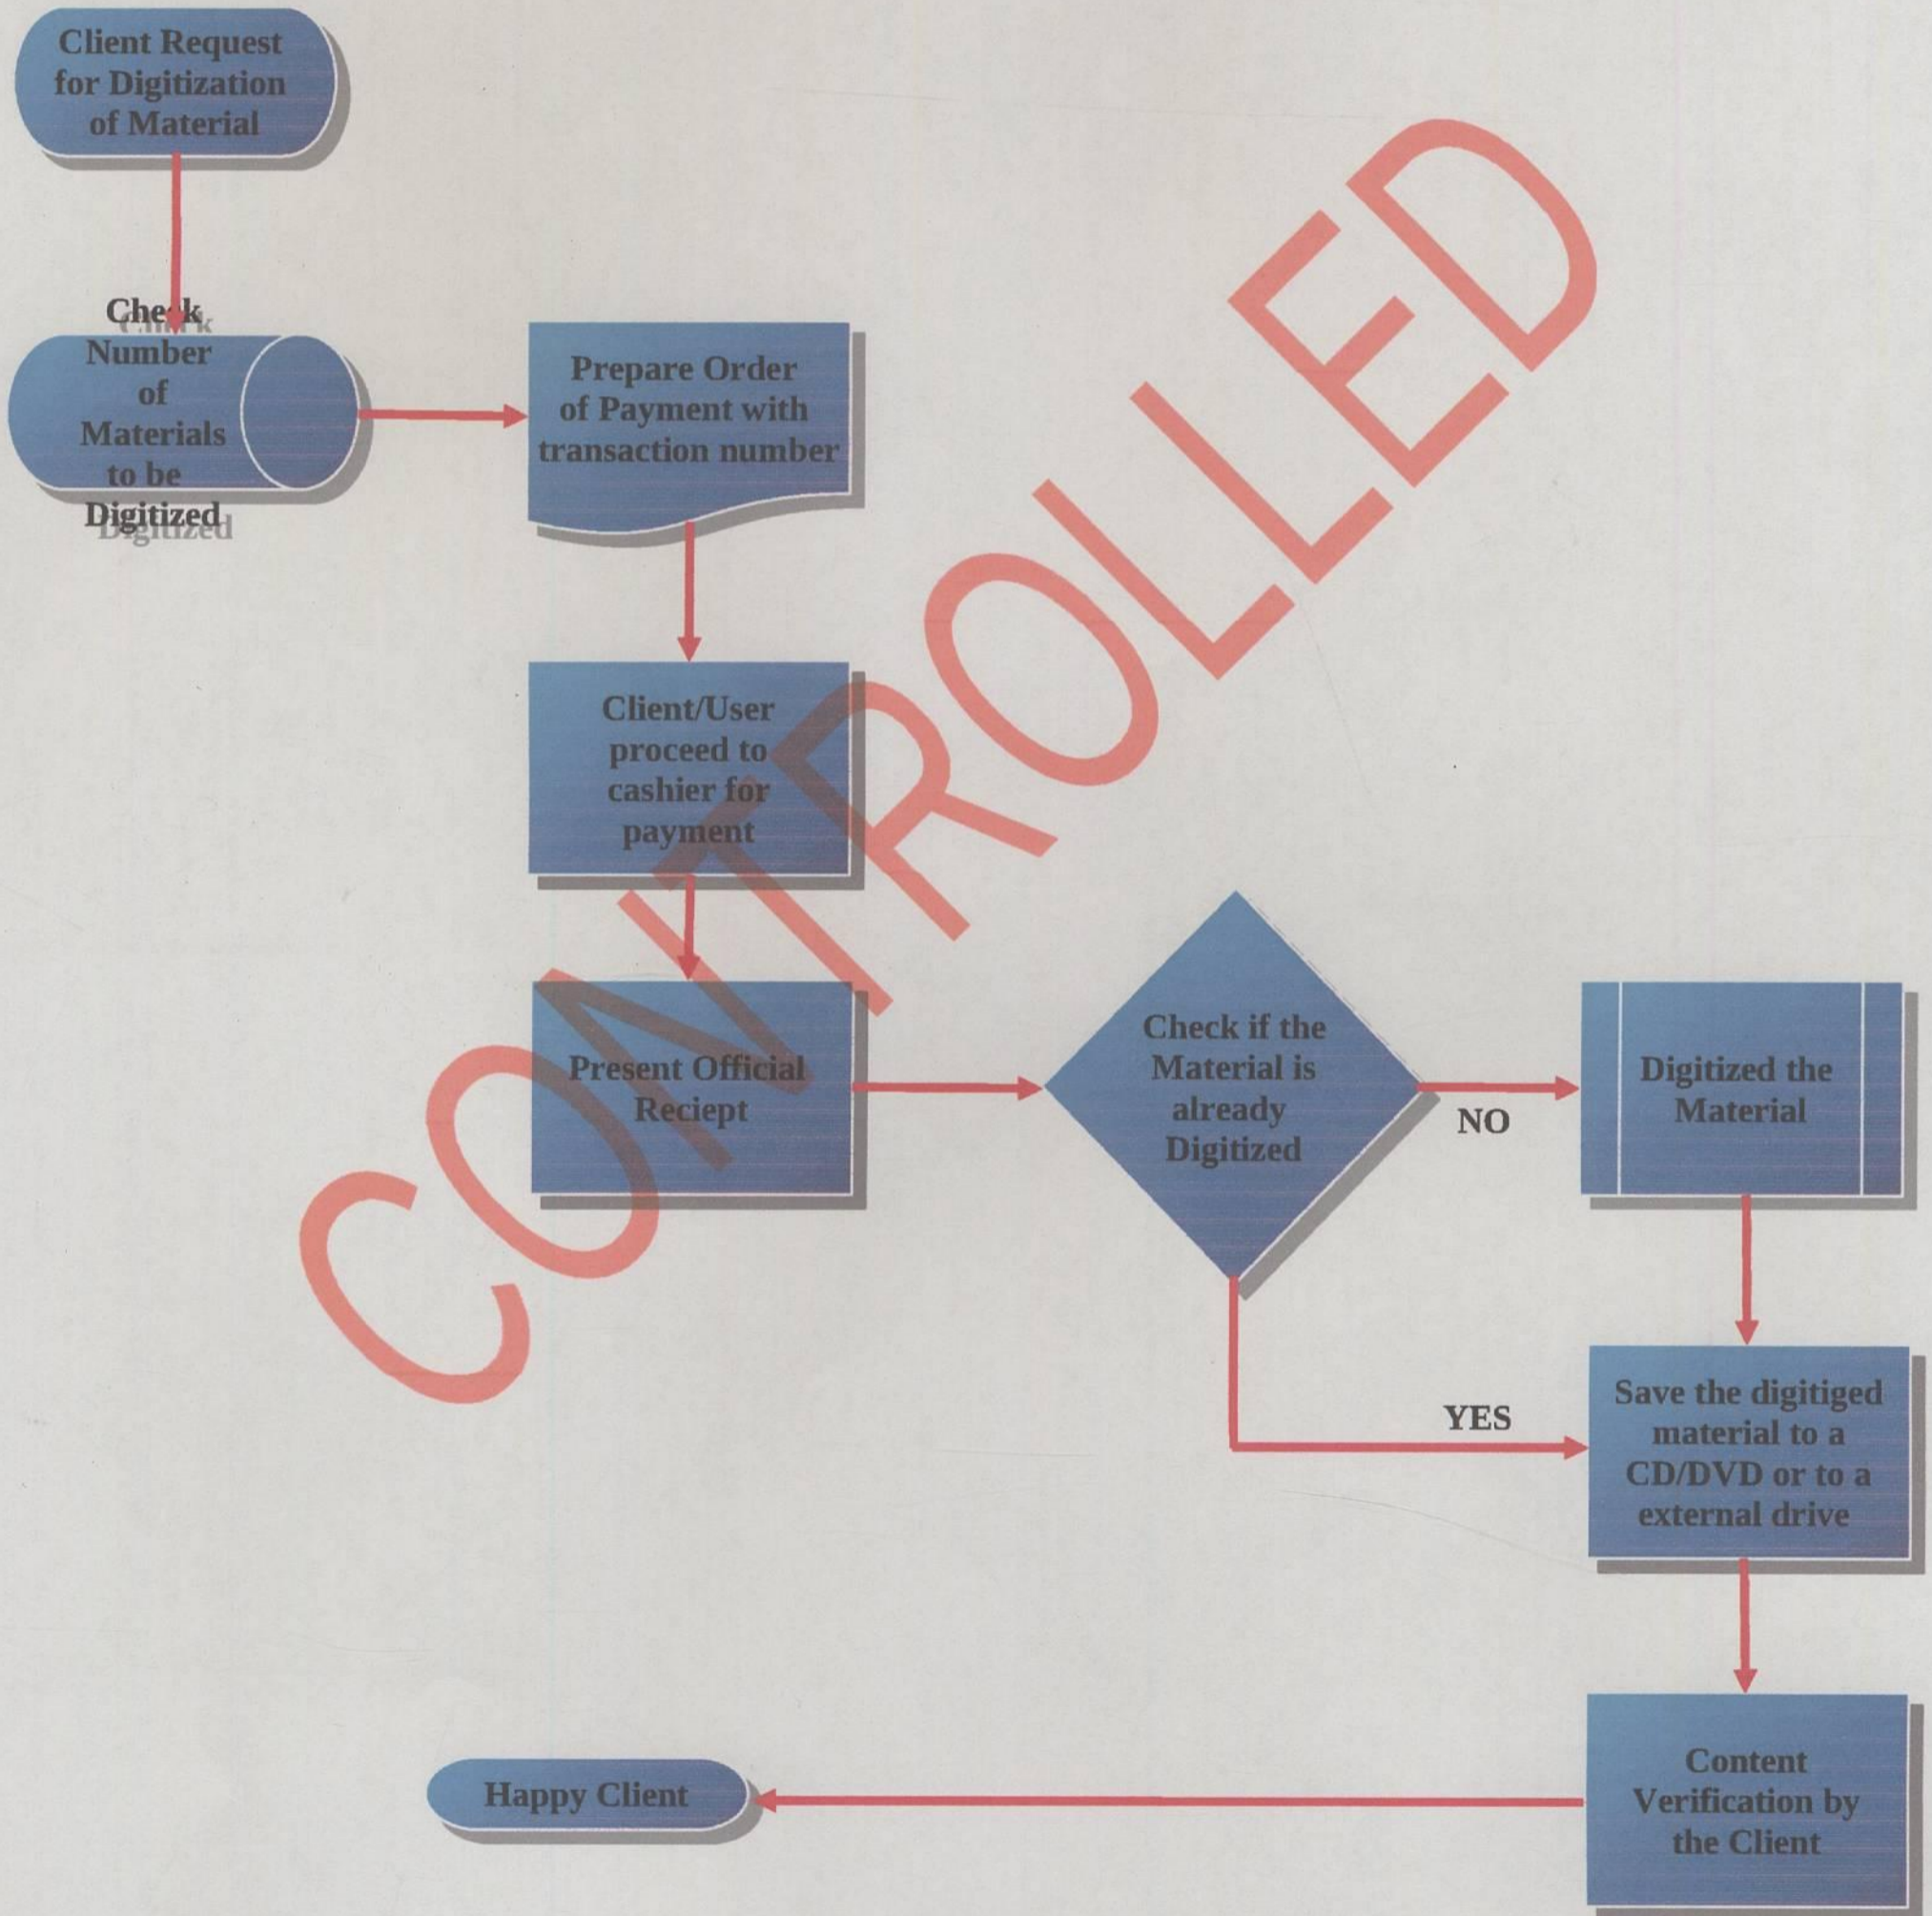 Client Request
for Digitization
of Material
Check
Number
of
Materials
to be
Digitized
Prepare Order
of Payment with
transaction number
Client/User
proceed to
cashier for
payment
Present Official
Reciept
Check if the
Material is
already
Digitized
NO
Digitized the
Material
YES
Save the digitiged
material to a
CD/DVD or to a
external drive
Content
Verification by
the Client
Happy Client
CONTROLLED